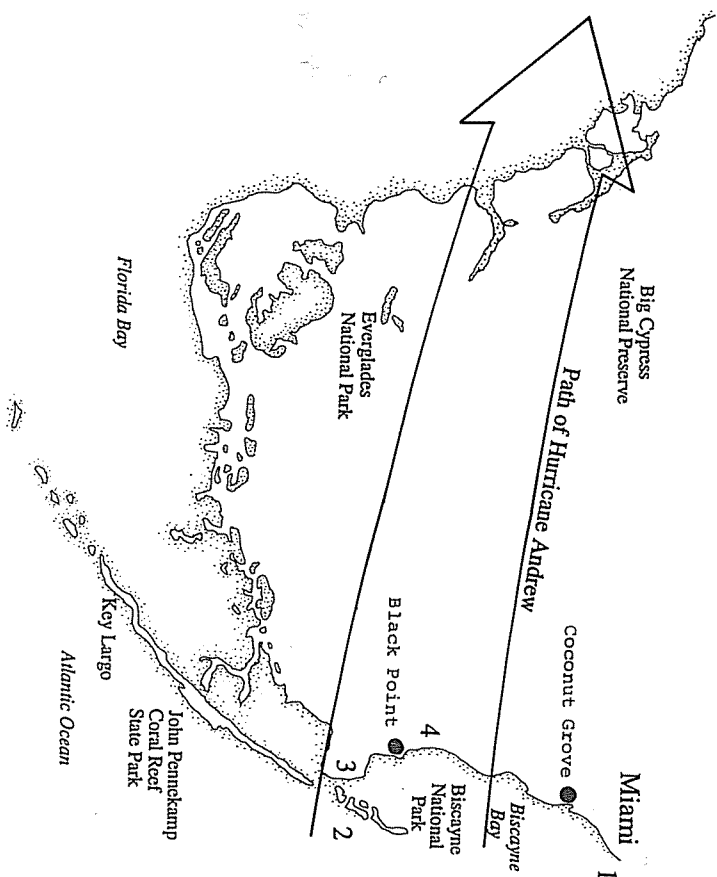 Big Cypress
National Preserve
Path of Hurricane Andrew
Everglades
National Park
Florida Bay
Coconut Grove
Black Point
Miami
1
Biscayne
Bay
4
Biscayne
National
Park
3
2
Key Largo
John Pennekamp
Coral Reef
State Park
Atlantic Ocean